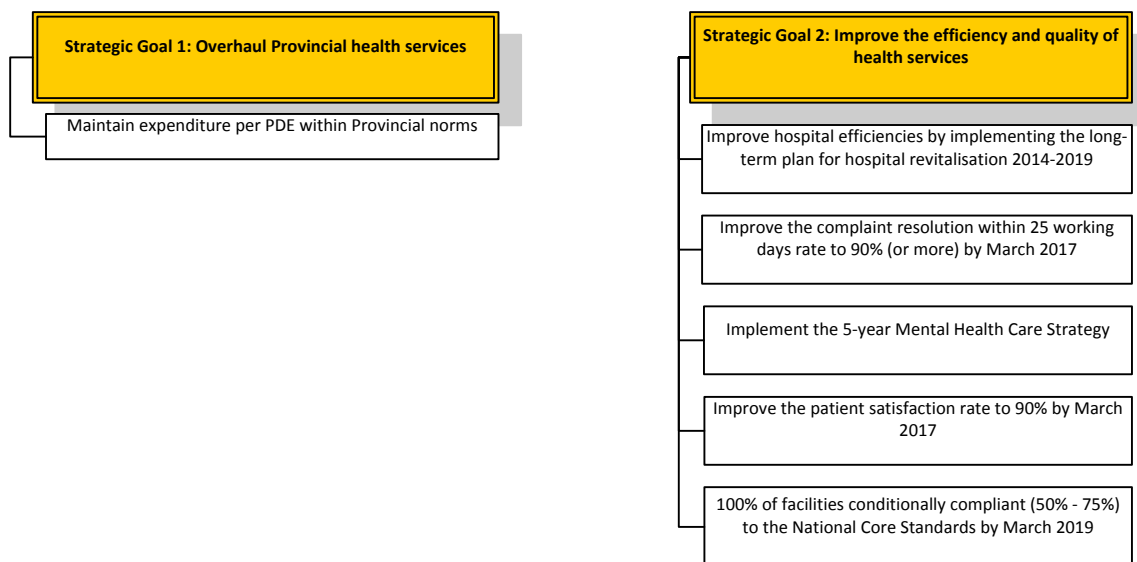 Strategic Goal 1: Overhaul Provincial health services
Maintain expenditure per PDE within Provincial norms
Strategic Goal 2: Improve the efficiency and quality of
health services
Improve hospital efficiencies by implementing the long-
term plan for hospital revitalisation 2014-2019
Improve the complaint resolution within 25 working
days rate to 90% (or more) by March 2017
Implement the 5-year Mental Health Care Strategy
Improve the patient satisfaction rate to 90% by March
2017
100% of facilities conditionally compliant (50% - 75%)
to the National Core Standards by March 2019